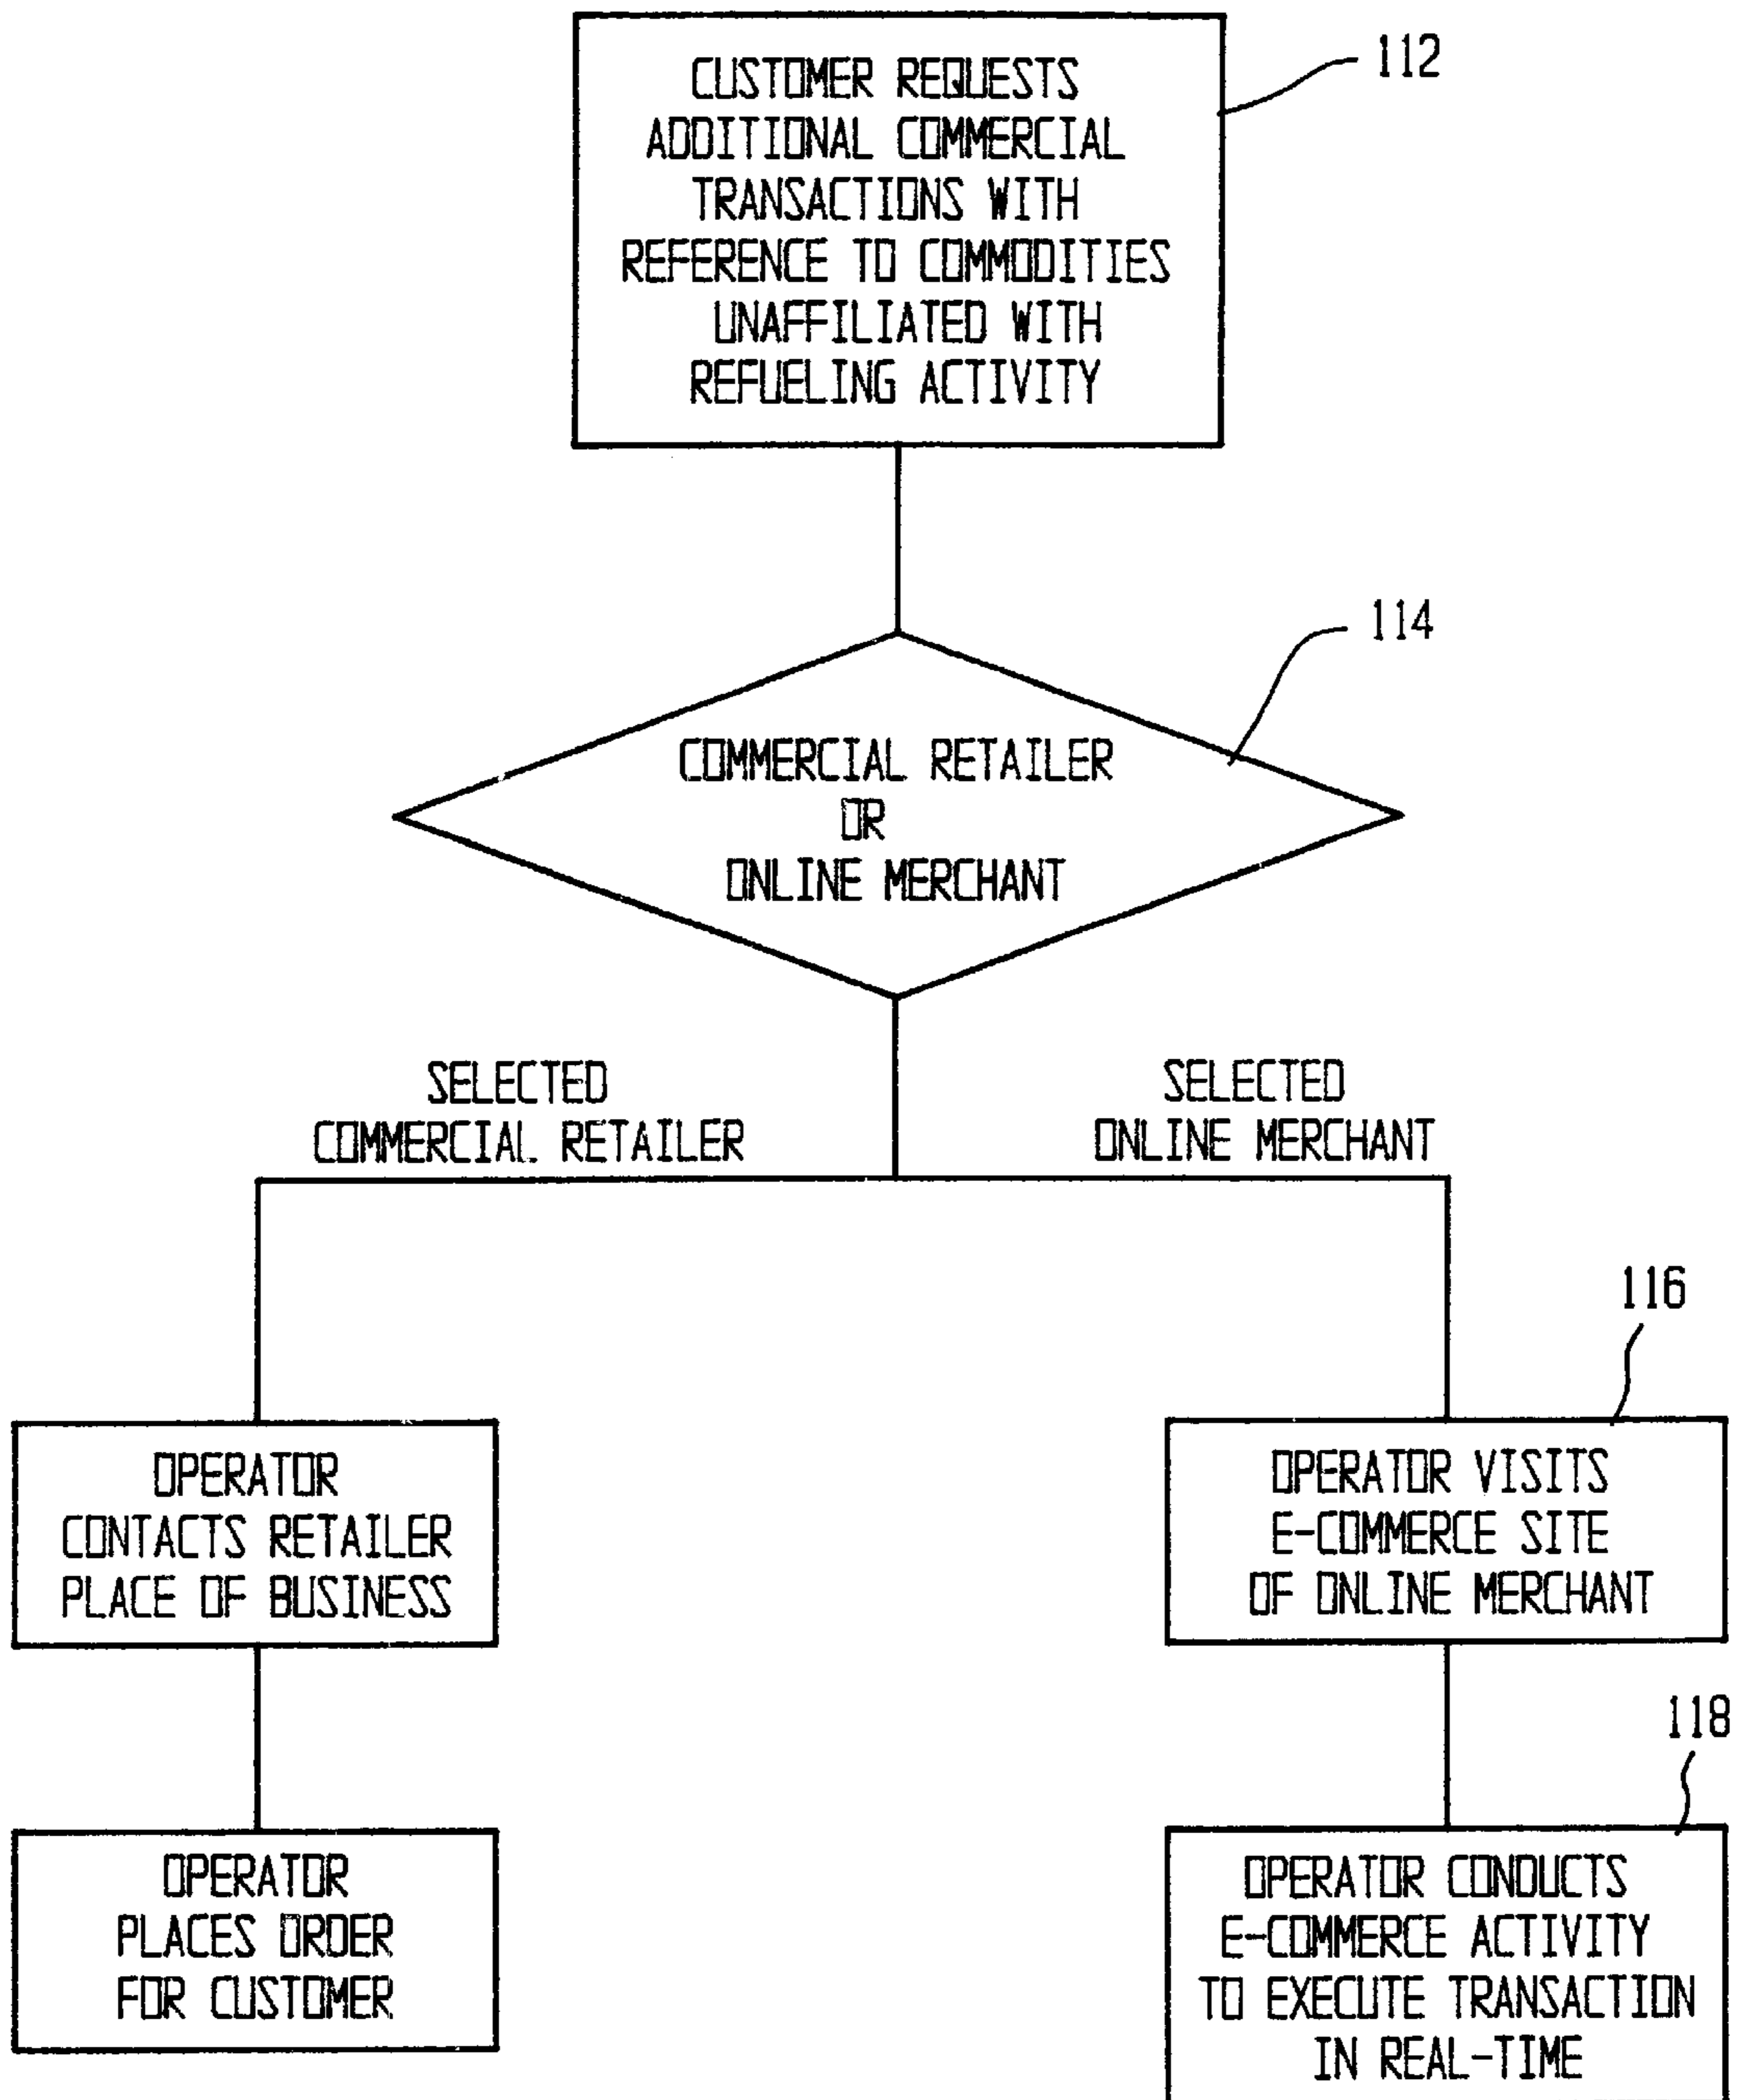 CUSTOMER REQUESTS
ADDITIONAL COMMERCIAL
TRANSACTIONS WITH
REFERENCE TO COMMODITIES
UNAFFILIATED WITH
REFUELING ACTIVITY
112
114
COMMERCIAL RETAILER
OR
ONLINE MERCHANT
SELECTED
COMMERCIAL RETAILER
SELECTED
ONLINE MERCHANT
116
OPERATOR
CONTACTS RETAILER
PLACE OF BUSINESS
OPERATOR VISITS
E-COMMERCE SITE
OF ONLINE MERCHANT
118
OPERATOR
PLACES ORDER
FOR CUSTOMER
OPERATOR CONDUCTS
E-COMMERCE ACTIVITY
TO EXECUTE TRANSACTION
IN REAL-TIME